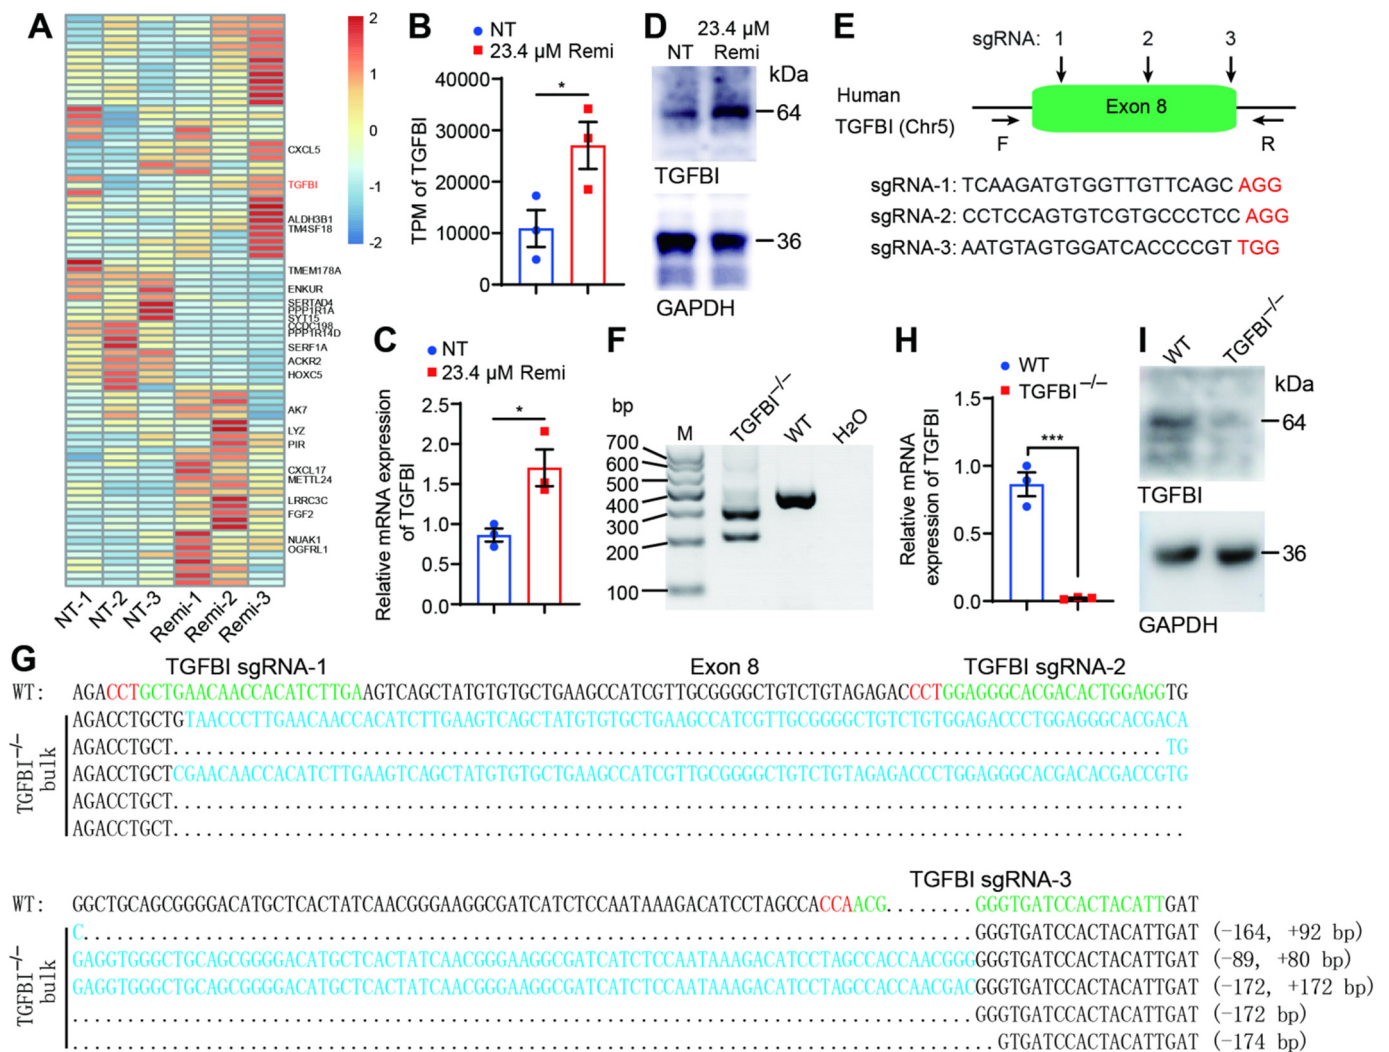 A
2
1
0
-1
-2
CXCL5
TGFBI
ALDH3B1
TM4SF18
TMEM178A
ENKUR
SERTAD4
PPP1R1A
SYT15
CCDC198
PPP1R14D
SERF1A
ACKR2
HOXC5
AK7
LYZ
PIR
CXCL17
METTL24
LRRC3C
FGF2
NUAK1
OGFRL1
NT-1 NT-2 NT-3 Remi-1 Remi-2 Remi-3
B
NT
23.4 µM Remi
TPM of TGFBI
40000
30000
20000
10000
0
*
C
NT
23.4 µM Remi
Relative mRNA expression
of TGFBI
2.5
2.0
1.5
1.0
0.5
0.0
*
D
23.4 µM
NT Remi
kDa
64
TGFBI
36
GAPDH
E
sgRNA: 1 2 3
Human
TGFBI (Chr5)
Exon 8
F R
sgRNA-1: TCAAGATGTGGTTGTTCAGC AGG
sgRNA-2: CCTCCAGTGTCGTGCCCTCC AGG
sgRNA-3: AATGTAGTGGATCACCCCGT TGG
F
bp M TGFBI−/− WT H2O
700
600
500
400
300
200
100
H
WT
TGFBI−/−
Relative mRNA
expression of TGFBI
1.5
1.0
0.5
0.0
***
I
WT TGFBI−/−
kDa
64
TGFBI
36
GAPDH
G
TGFBI sgRNA-1 Exon 8 TGFBI sgRNA-2
WT: AGACCTGCTGAACAACCACATCTTGAAGTCAGCTATGTGTGCTGAAGCCATCGTTGCGGGGCTGTCTGTAGAGACCCTGGAGGGCACGACACTGGAGGTG
TGFBI−/−
bulk
AGACCTGCTGTAACCCTTGAACAACCACATCTTGAAGTCAGCTATGTGTGCTGAAGCCATCGTTGCGGGGCTGTCTGTGGAGACCCTGGAGGGCACGACA
AGACCTGCT........................................................................................TG
AGACCTGCTCGAACAACCACATCTTGAAGTCAGCTATGTGTGCTGAAGCCATCGTTGCGGGGCTGTCTGTAGAGACCCTGGAGGGCACGACACGACCGTG
AGACCTGCT..........................................................................................
AGACCTGCT..........................................................................................
TGFBI sgRNA-3
WT: GGCTGCAGCGGGGACATGCTCACTATCAACGGGAAGGCGATCATCTCCAATAAAGACATCCTAGCCACCAACG........GGGTGATCCACTACATTGAT
TGFBI−/−
bulk
C................................................................................GGGTGATCCACTACATTGAT (−164, +92 bp)
GAGGTGGGCTGCAGCGGGGACATGCTCACTATCAACGGGAAGGCGATCATCTCCAATAAAGACATCCTAGCCACCAACGGGGGGTGATCCACTACATTGAT (−89, +80 bp)
GAGGTGGGCTGCAGCGGGGACATGCTCACTATCAACGGGAAGGCGATCATCTCCAATAAAGACATCCTAGCCACCAACGACGGGTGATCCACTACATTGAT (−172, +172 bp)
.................................................................................GGGTGATCCACTACATTGAT (−172 bp)
...................................................................................GTGATCCACTACATTGAT (−174 bp)